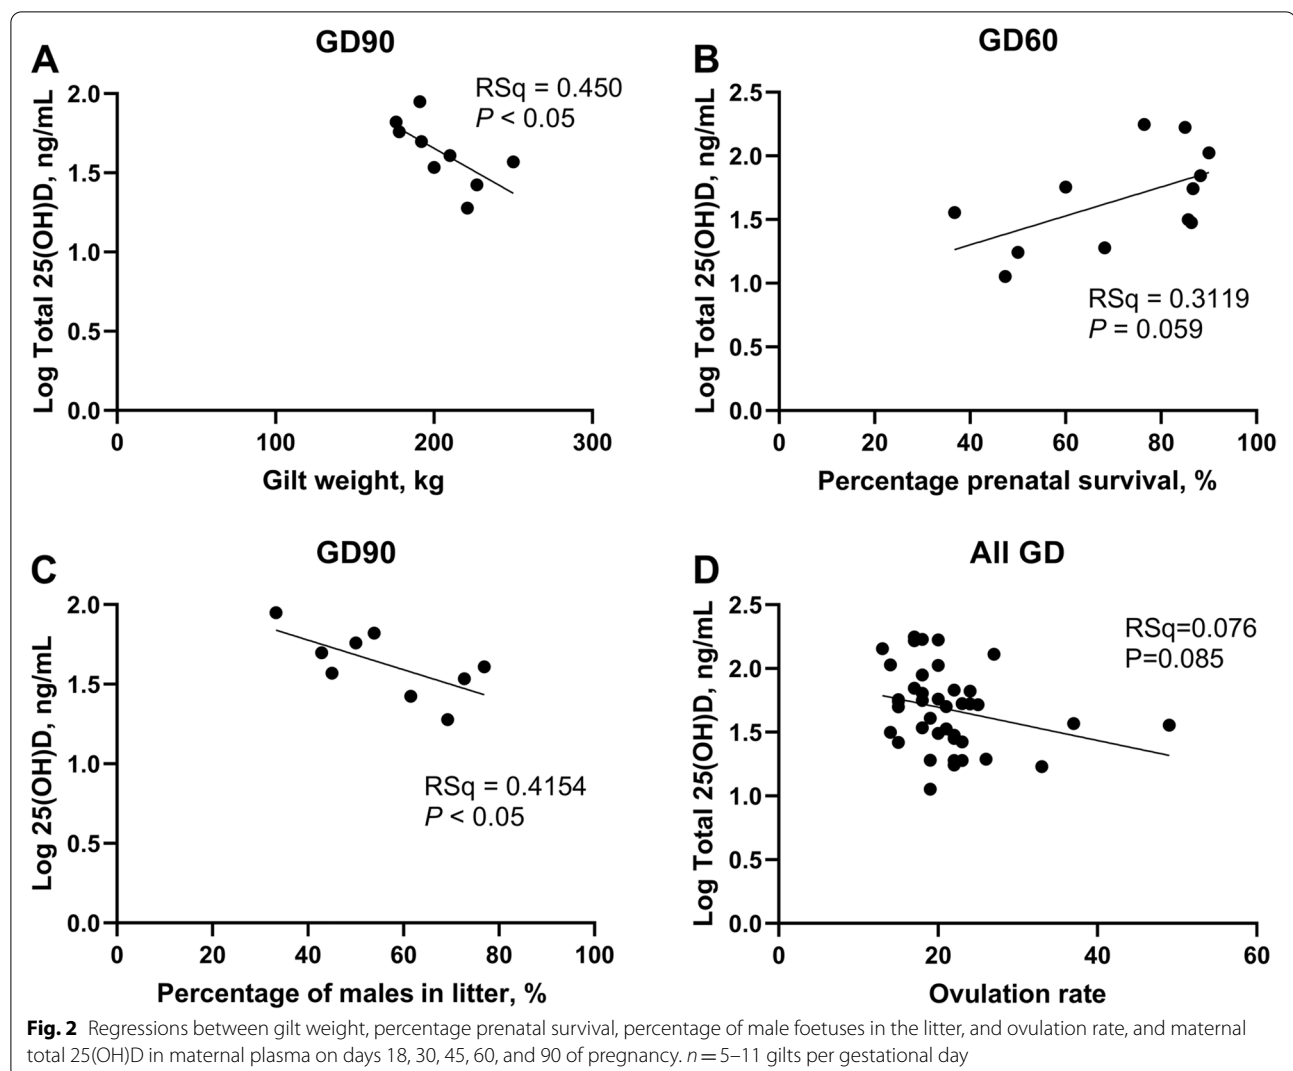 A
GD90
RSq = 0.450
P < 0.05
Log Total 25(OH)D, ng/mL
2.0
1.5
1.0
0.5
0.0
0 100 200 300
Gilt weight, kg
B
GD60
RSq = 0.3119
P = 0.059
Log Total 25(OH)D, ng/mL
2.5
2.0
1.5
1.0
0.5
0.0
0 20 40 60 80 100
Percentage prenatal survival, %
C
GD90
RSq = 0.4154
P < 0.05
Log 25(OH)D, ng/mL
2.0
1.5
1.0
0.5
0.0
0 20 40 60 80 100
Percentage of males in litter, %
D
All GD
RSq=0.076
P=0.085
Log Total 25(OH)D, ng/mL
2.5
2.0
1.5
1.0
0.5
0.0
0 20 40 60
Ovulation rate
Fig. 2 Regressions between gilt weight, percentage prenatal survival, percentage of male foetuses in the litter, and ovulation rate, and maternal
total 25(OH)D in maternal plasma on days 18, 30, 45, 60, and 90 of pregnancy. n = 5–11 gilts per gestational day